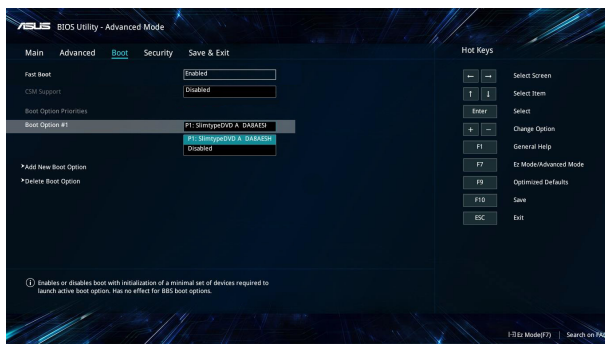 ASUS BIOS Utility - Advanced Mode
Main Advanced Boot Security Save & Exit
Hot Keys
Fast Boot Enabled
CSM Support Disabled
Boot Option Priorities
Boot Option #1 P1: SlimtypeDVD A DA8AESI
P1: SlimtypeDVD A DA8AESH
Disabled
Add New Boot Option
Delete Boot Option
← → Select Screen
↑ ↓ Select Item
Enter Select
+ − Change Option
F1 General Help
F7 Ez Mode/Advanced Mode
F9 Optimized Defaults
F10 Save
ESC Exit
Enables or disables boot with initialization of a minimal set of devices required to
launch active boot option. Has no effect for BBS boot options.
Ez Mode(F7) | Search on FAQ